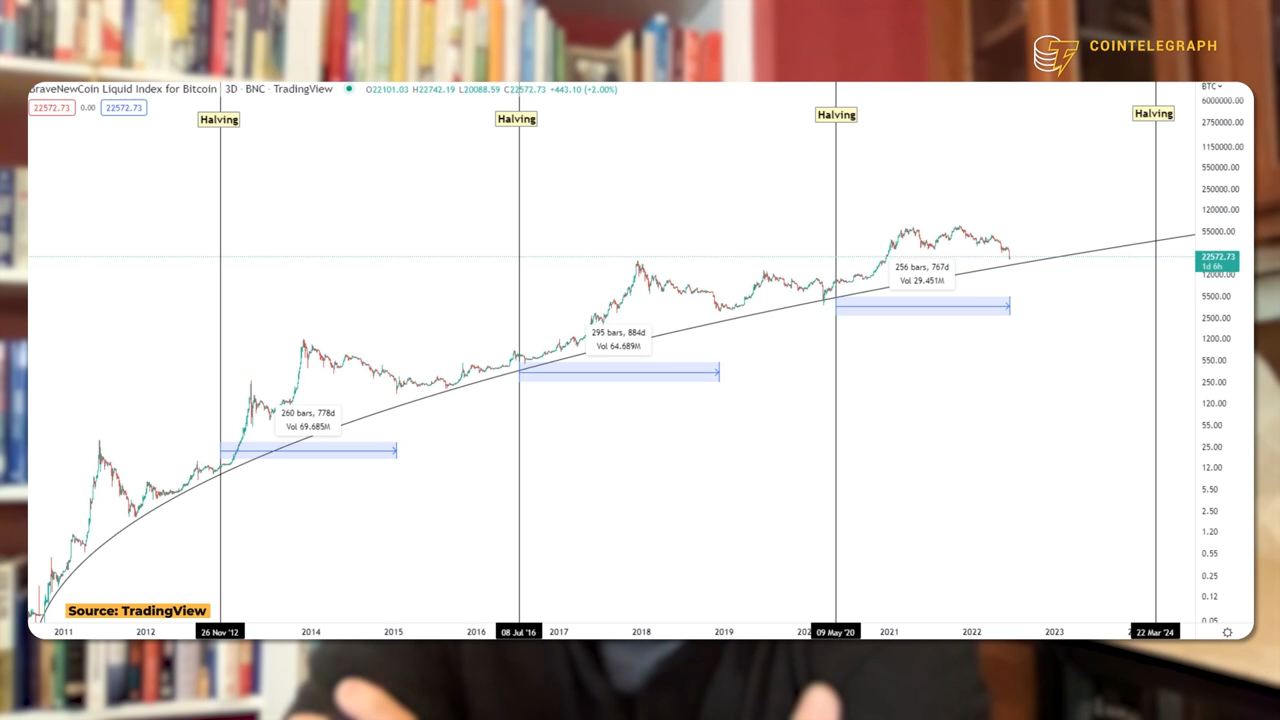 COINTELEGRAPH
BraveNewCoin Liquid Index for Bitcoin 3D · BNC · TradingView O22101.03 H22742.19 L20088.59 C22572.73 +443.10 (+2.00%)
BTC
22572.73 0.00 22572.73
Halving
Halving
Halving
Halving
6000000.00
2750000.00
1150000.00
550000.00
250000.00
120000.00
55000.00
22572.73
1d 6h
12000.00
5500.00
2500.00
1200.00
550.00
250.00
120.00
55.00
25.00
12.00
5.50
2.50
1.20
0.55
0.25
0.12
0.05
256 bars, 767d
Vol 29.451M
295 bars, 884d
Vol 64.689M
260 bars, 778d
Vol 69.685M
Source: TradingView
2011 2012 26 Nov '12 2014 2015 2016 08 Jul '16 2017 2018 2019 09 May '20 2021 2022 2023 22 Mar '24